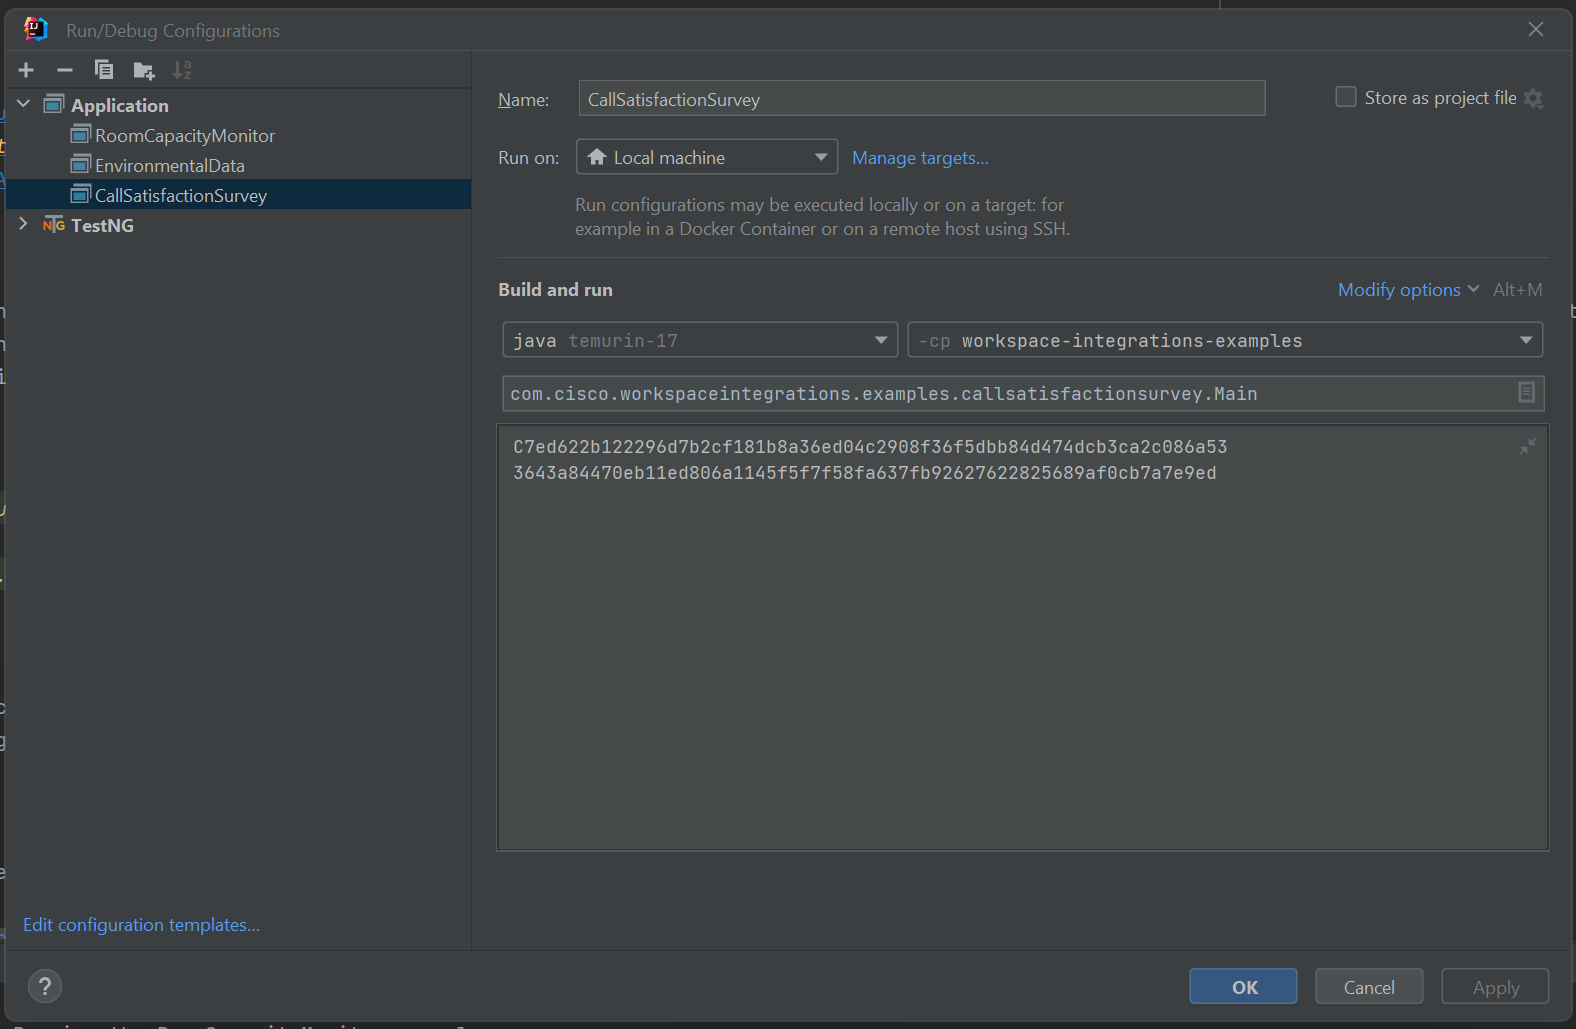 Run/Debug Configurations
Application
RoomCapacityMonitor
EnvironmentalData
CallSatisfactionSurvey
TestNG
Edit configuration templates...
Name: CallSatisfactionSurvey
Store as project file
Run on: Local machine Manage targets...
Run configurations may be executed locally or on a target: for
example in a Docker Container or on a remote host using SSH.
Build and run
Modify options Alt+M
java temurin-17
-cp workspace-integrations-examples
com.cisco.workspaceintegrations.examples.callsatisfactionsurvey.Main
C7ed622b122296d7b2cf181b8a36ed04c2908f36f5dbb84d474dcb3ca2c086a53
3643a84470eb11ed806a1145f5f7f58fa637fb92627622825689af0cb7a7e9ed
?
OK
Cancel
Apply